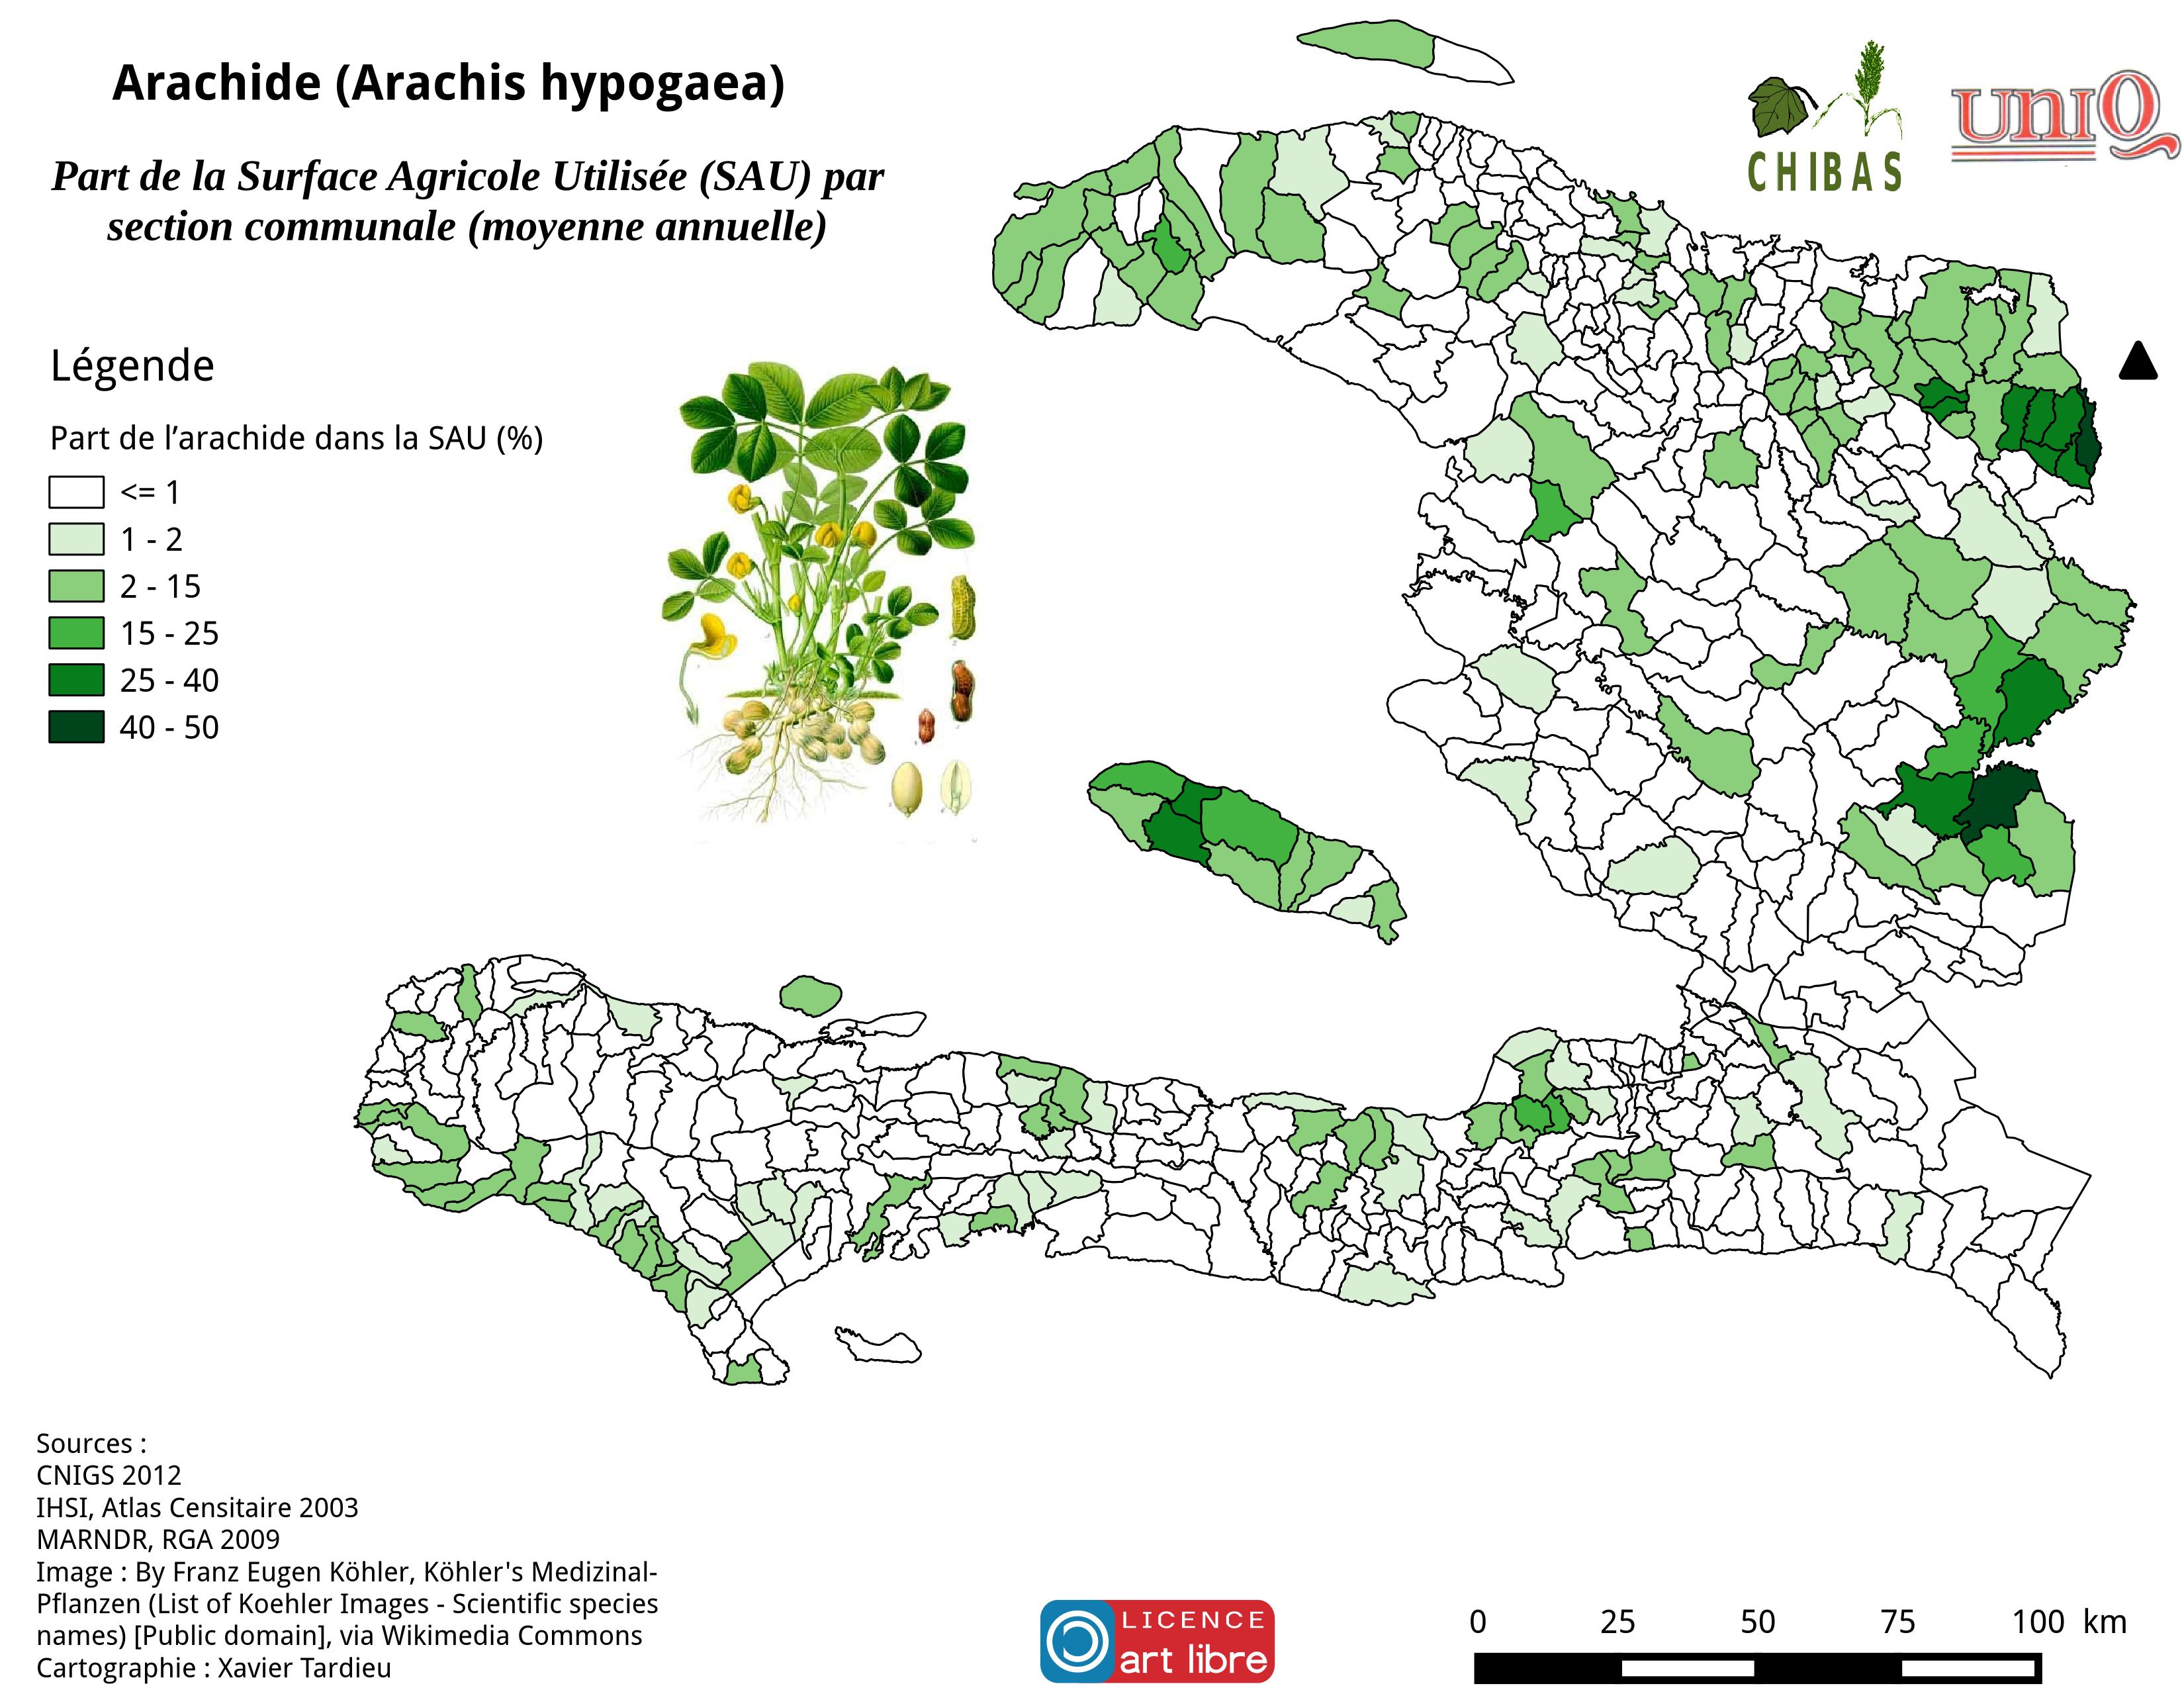 Arachide (Arachis hypogaea)
Part de la Surface Agricole Utilisée (SAU) par
section communale (moyenne annuelle)
CHIBAS
UNIQ
Légende
Part de l’arachide dans la SAU (%)
<= 1
1 - 2
2 - 15
15 - 25
25 - 40
40 - 50
Sources :
CNIGS 2012
IHSI, Atlas Censitaire 2003
MARNDR, RGA 2009
Image : By Franz Eugen Köhler, Köhler's Medizinal-
Pflanzen (List of Koehler Images - Scientific species
names) [Public domain], via Wikimedia Commons
Cartographie : Xavier Tardieu
LICENCE
art libre
0 25 50 75 100 km